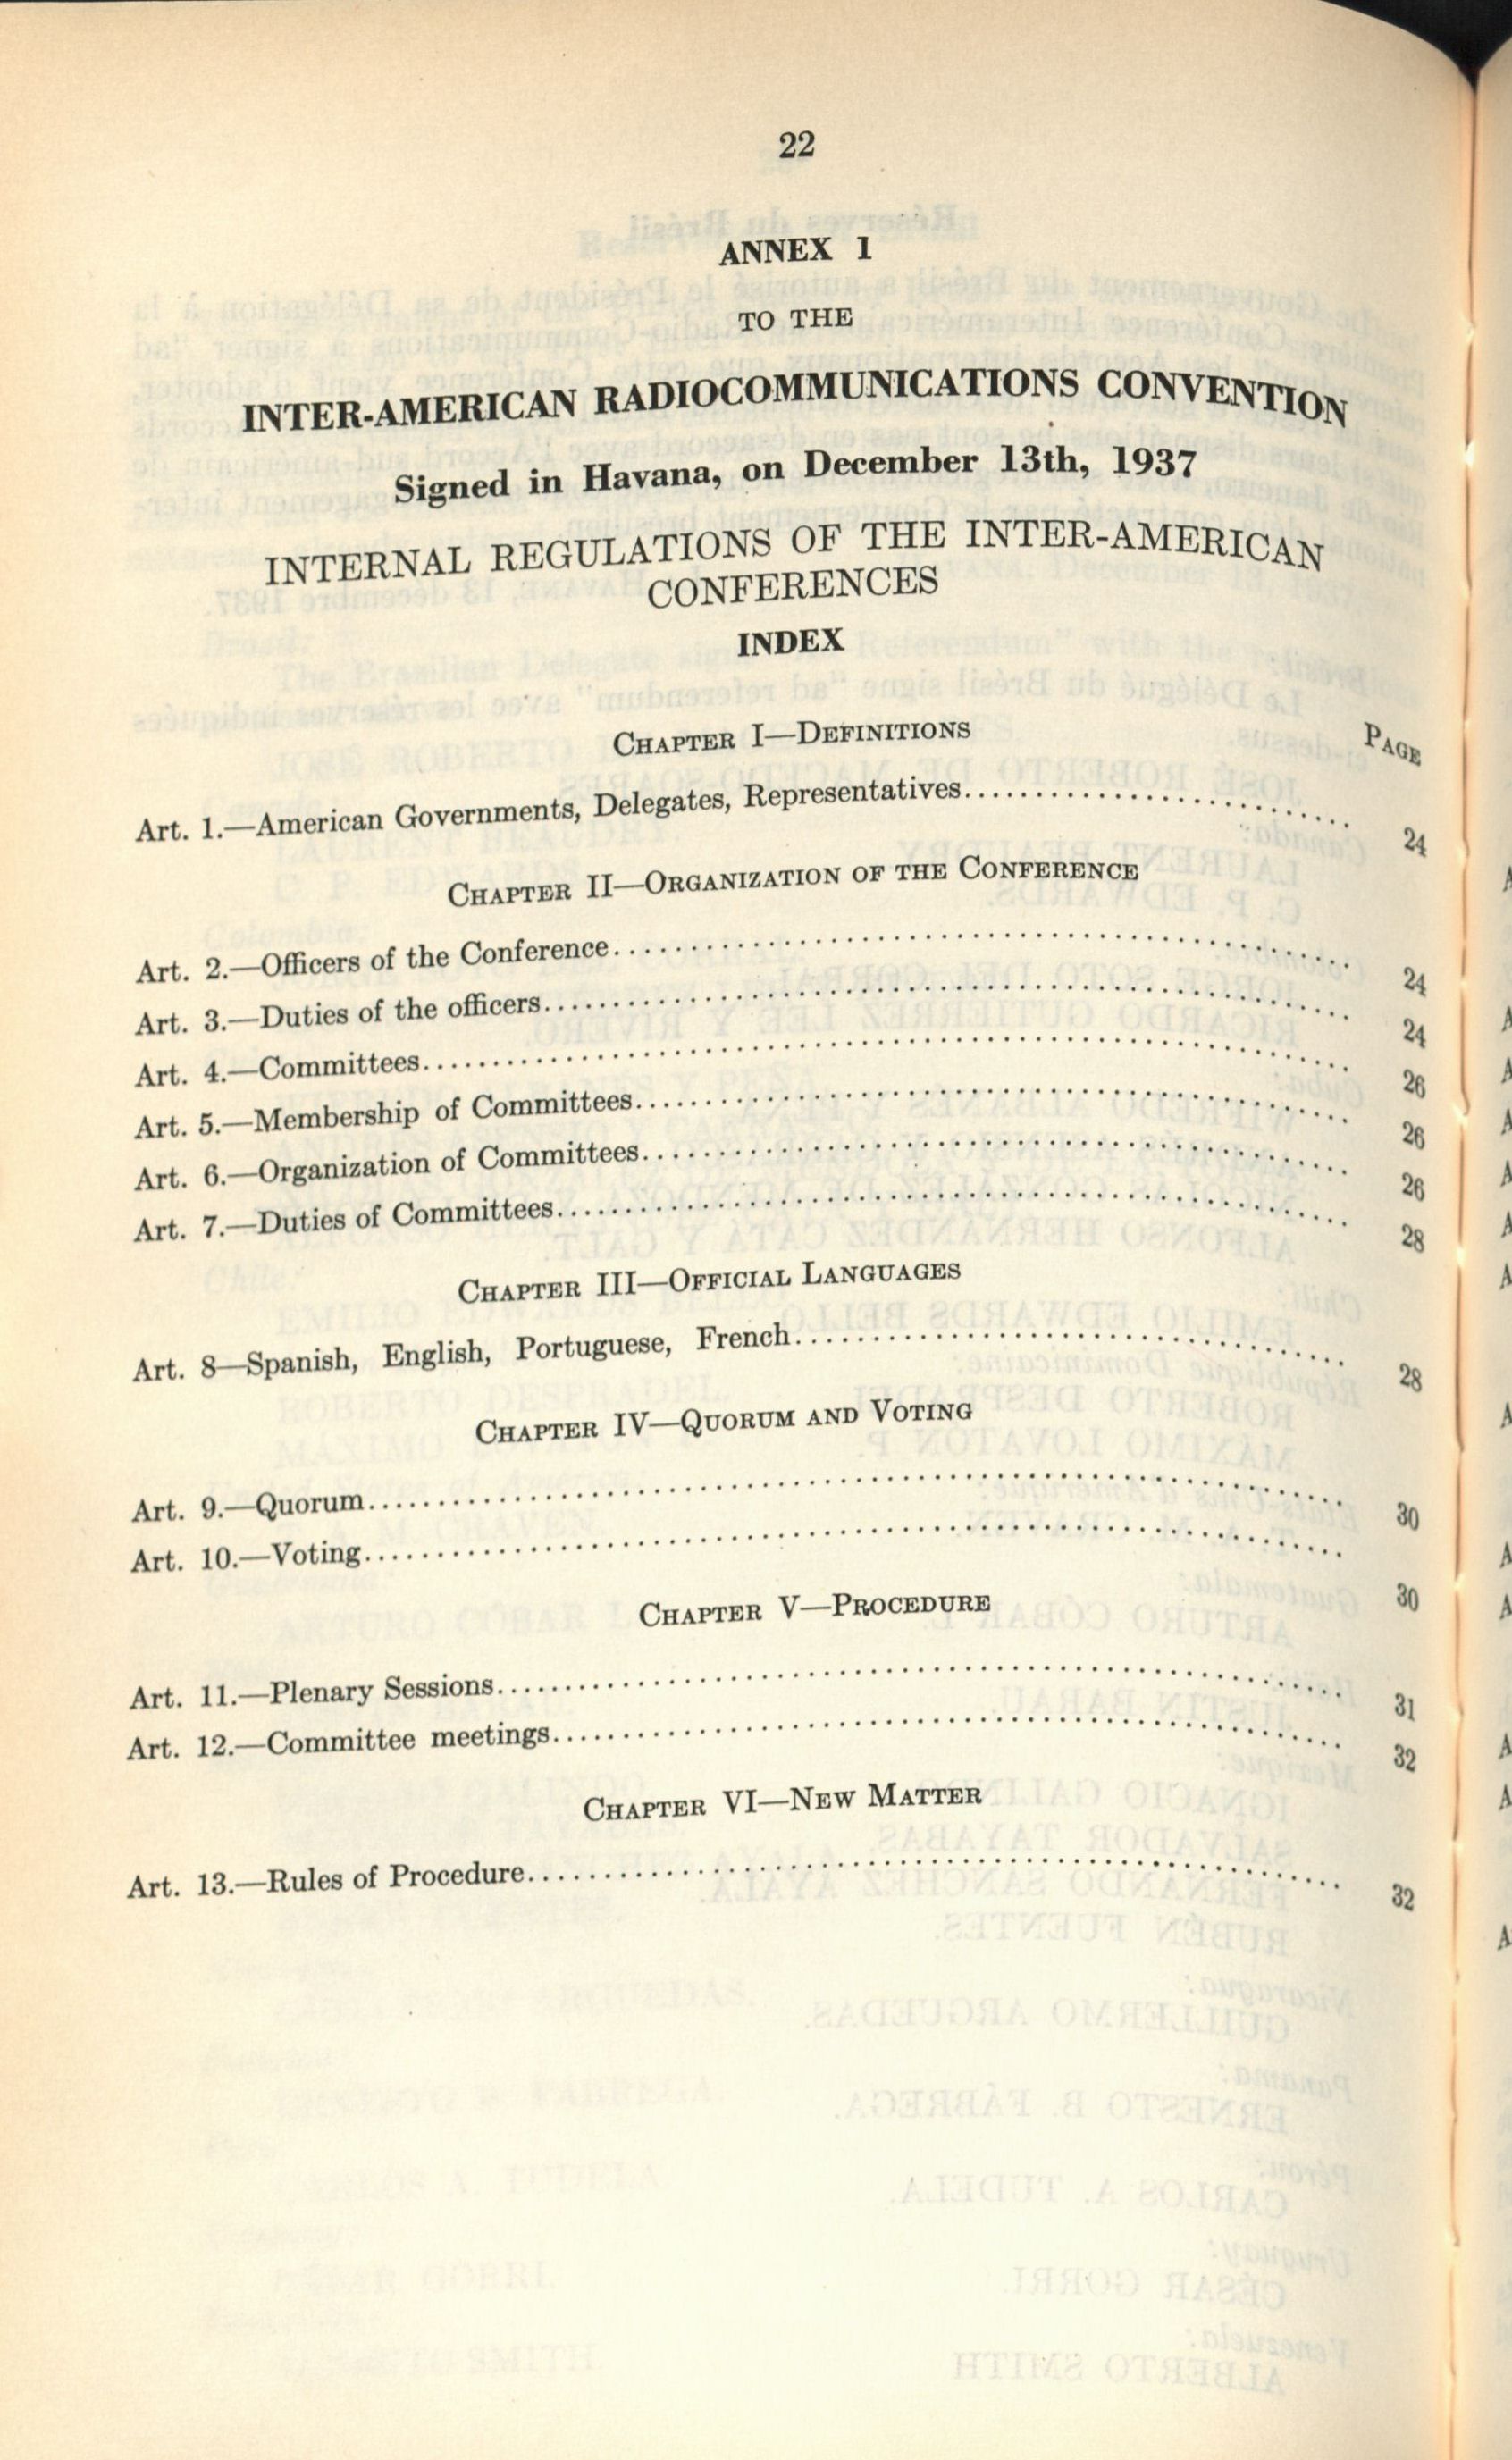 22
ANNEX 1
TO THE
INTER-AMERICAN RADIOCOMMUNICATIONS CONVENTION
Signed in Havana, on December 13th, 1937
INTERNAL REGULATIONS OF THE INTER-AMERICAN
CONFERENCES
INDEX
CHAPTER I—DEFINITIONS
PAGE
Art. 1.—American Governments, Delegates, Representatives........................ 24
CHAPTER II—ORGANIZATION OF THE CONFERENCE
Art. 2.—Officers of the Conference........................ 24
Art. 3.—Duties of the officers........................ 24
Art. 4.—Committees........................ 26
Art. 5.—Membership of Committees........................ 26
Art. 6.—Organization of Committees........................ 26
Art. 7.—Duties of Committees........................ 28
CHAPTER III—OFFICIAL LANGUAGES
Art. 8—Spanish, English, Portuguese, French........................ 28
CHAPTER IV—QUORUM AND VOTING
Art. 9.—Quorum........................ 30
Art. 10.—Voting........................ 30
CHAPTER V—PROCEDURE
Art. 11.—Plenary Sessions........................ 31
Art. 12.—Committee meetings........................ 32
CHAPTER VI—NEW MATTER
Art. 13.—Rules of Procedure........................ 32